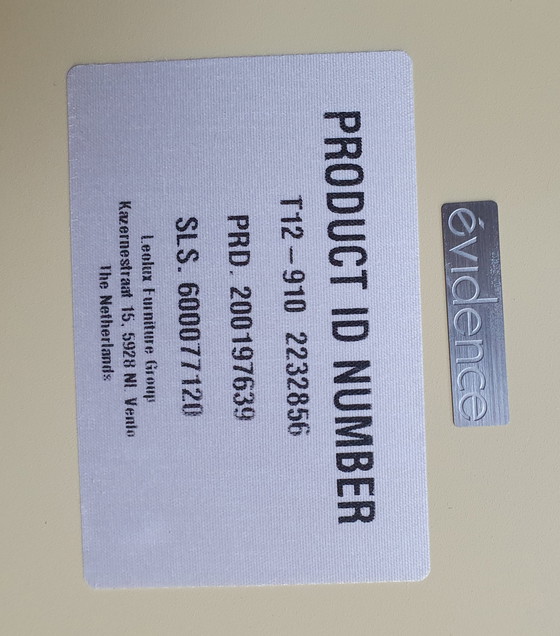 évidence
PRODUCT ID NUMBER
T12-910 2232856
PRD. 200197639
SLS. 600077120
Leolux Furniture Group
Kazernestraat 15, 5928 NL Venlo
The Netherlands